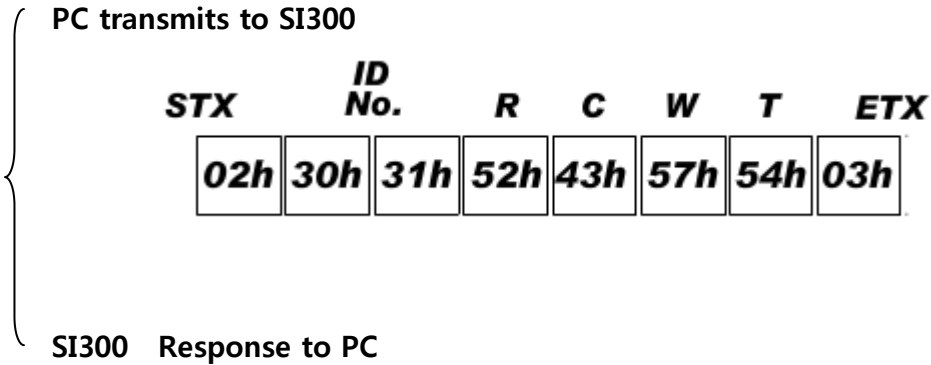 PC transmits to SI300
ID
STX No. R C W T ETX
02h 30h 31h 52h 43h 57h 54h 03h
SI300 Response to PC